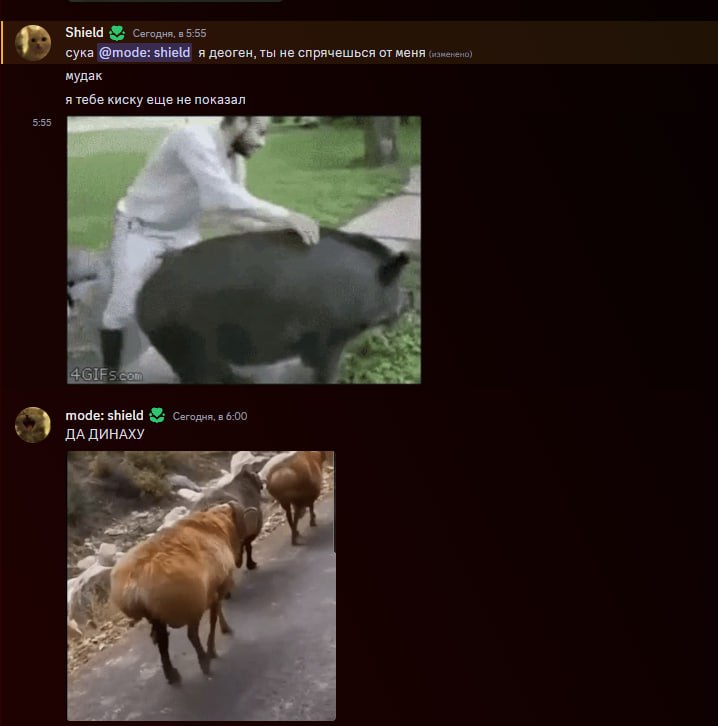 Shield Сегодня, в 5:55
сука @mode: shield я деоген, ты не спрячешься от меня (изменено)
мудак
я тебе киску еще не показал
5:55
4GIFs.com
mode: shield Сегодня, в 6:00
ДА ДИНАХУ